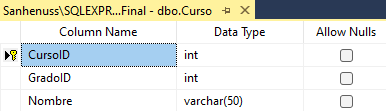 Sanhenuss\SQLEXPR...Final - dbo.Curso
Column Name Data Type Allow Nulls
CursoID int
GradoID int
Nombre varchar(50)